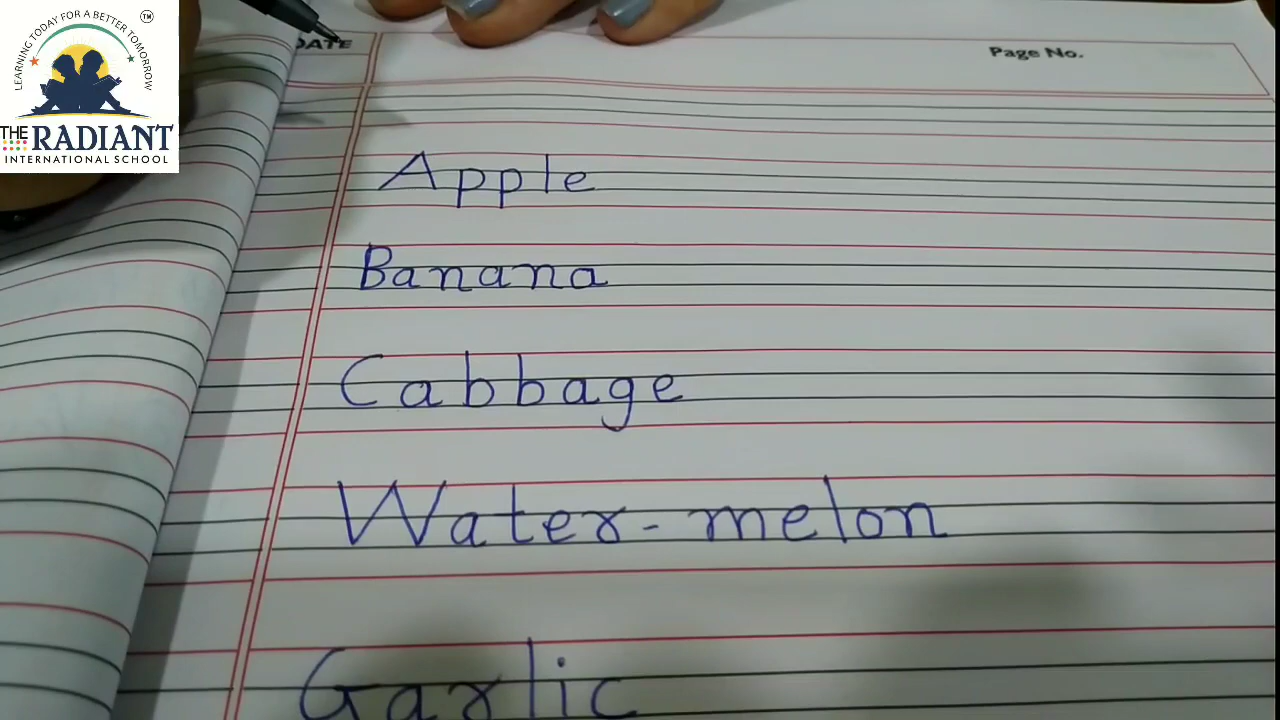 LEARNING TODAY FOR A BETTER TOMORROW
TM
THE RADIANT
INTERNATIONAL SCHOOL
DATE
Page No.
Apple
Banana
Cabbage
Water-melon
Garlic